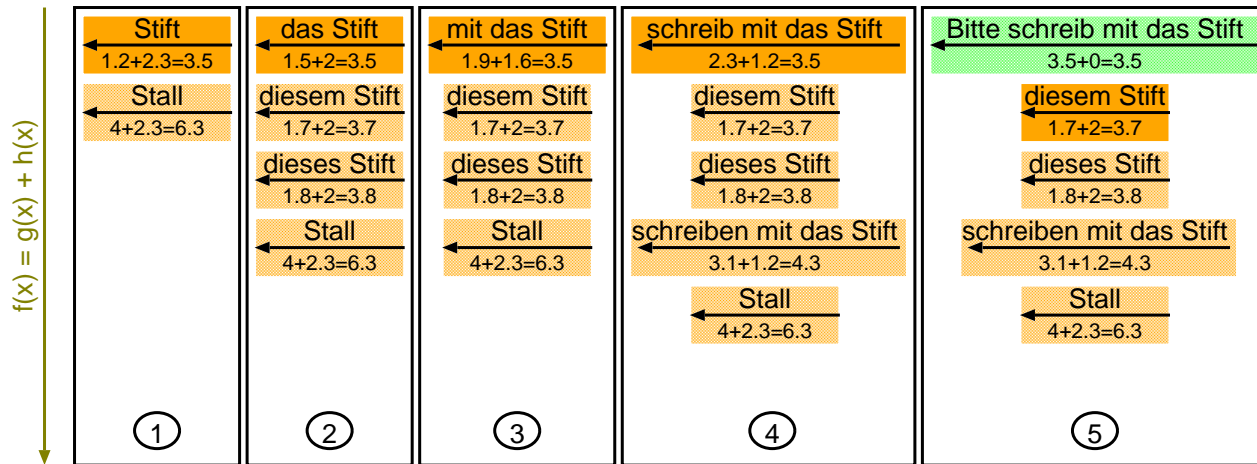 f(x) = g(x) + h(x)
Stift
1.2+2.3=3.5
Stall
4+2.3=6.3
1
das Stift
1.5+2=3.5
diesem Stift
1.7+2=3.7
dieses Stift
1.8+2=3.8
Stall
4+2.3=6.3
2
mit das Stift
1.9+1.6=3.5
diesem Stift
1.7+2=3.7
dieses Stift
1.8+2=3.8
Stall
4+2.3=6.3
3
schreib mit das Stift
2.3+1.2=3.5
diesem Stift
1.7+2=3.7
dieses Stift
1.8+2=3.8
schreiben mit das Stift
3.1+1.2=4.3
Stall
4+2.3=6.3
4
Bitte schreib mit das Stift
3.5+0=3.5
diesem Stift
1.7+2=3.7
dieses Stift
1.8+2=3.8
schreiben mit das Stift
3.1+1.2=4.3
Stall
4+2.3=6.3
5